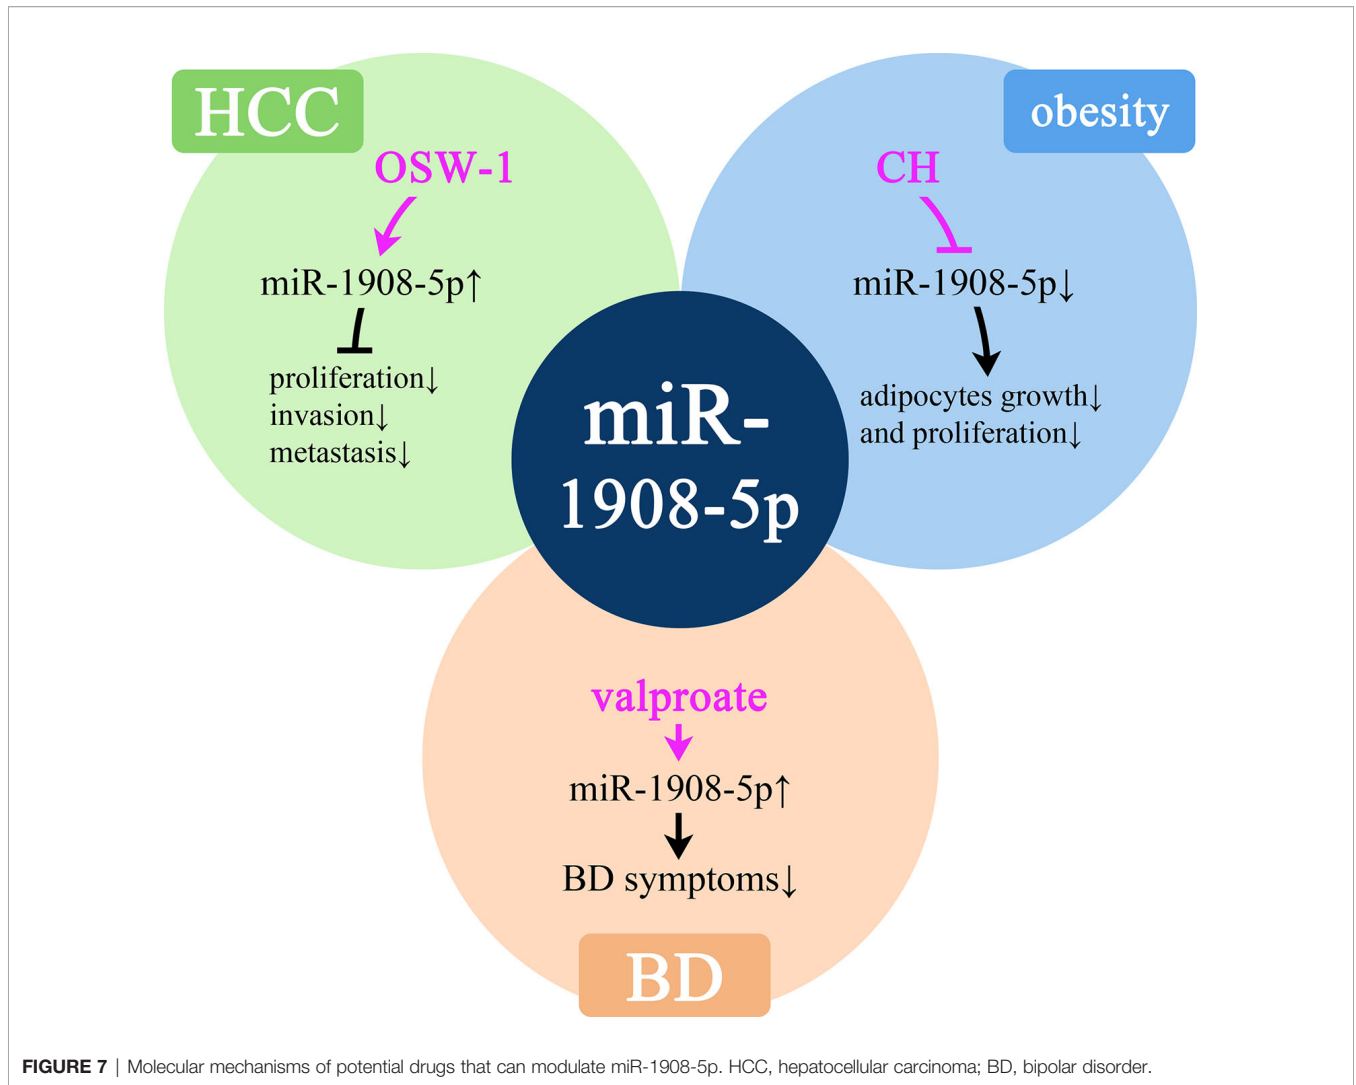 HCC
OSW-1
miR-1908-5p↑
proliferation↓
invasion↓
metastasis↓
obesity
CH
miR-1908-5p↓
adipocytes growth↓
and proliferation↓
miR-
1908-5p
valproate
miR-1908-5p↑
BD symptoms↓
BD
FIGURE 7 | Molecular mechanisms of potential drugs that can modulate miR-1908-5p. HCC, hepatocellular carcinoma; BD, bipolar disorder.